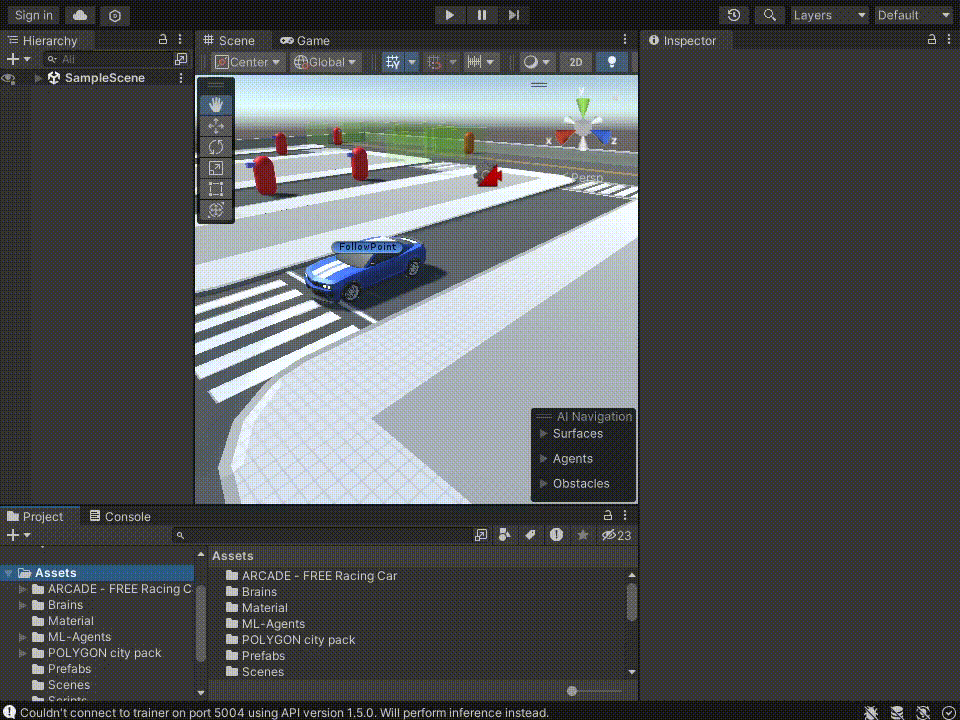 Sign in
Layers
Default
Hierarchy
Scene
Game
Inspector
All
Center
Global
2D
SampleScene
y
x
z
Persp
FollowPoint
AI Navigation
Surfaces
Agents
Obstacles
Project
Console
23
Assets
ARCADE - FREE Racing C
Brains
Material
ML-Agents
POLYGON city pack
Prefabs
Scenes
Scripts
Assets
ARCADE - FREE Racing Car
Brains
Material
ML-Agents
POLYGON city pack
Prefabs
Scenes
Couldn't connect to trainer on port 5004 using API version 1.5.0. Will perform inference instead.